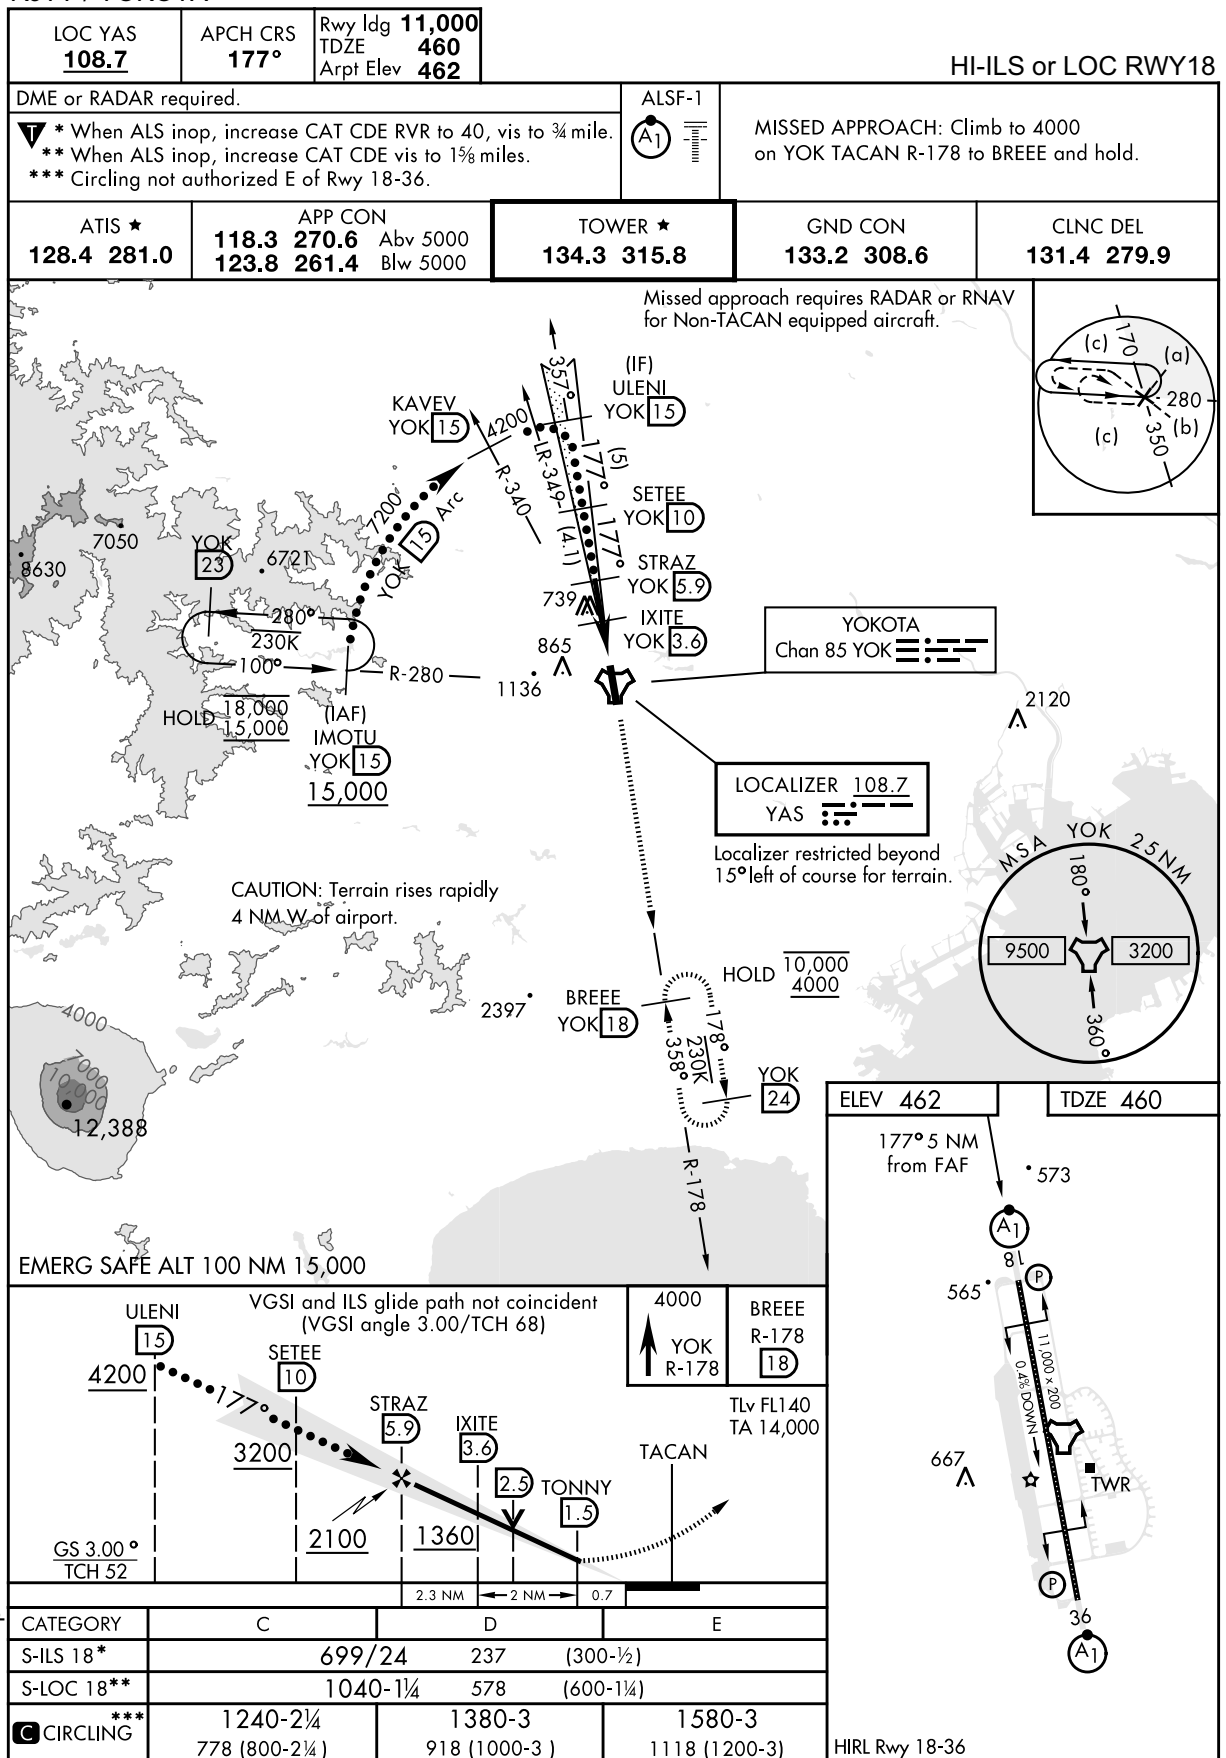 LOC YAS
108.7
APCH CRS
177°
Rwy ldg 11,000
TDZE 460
Arpt Elev 462
HI-ILS or LOC RWY18
DME or RADAR required.
T * When ALS inop, increase CAT CDE RVR to 40, vis to ¾ mile.
** When ALS inop, increase CAT CDE vis to 1⅝ miles.
*** Circling not authorized E of Rwy 18-36.
ALSF-1
A1
MISSED APPROACH: Climb to 4000
on YOK TACAN R-178 to BREEE and hold.
ATIS ★
128.4 281.0
APP CON
118.3 270.6 Abv 5000
123.8 261.4 Blw 5000
TOWER ★
134.3 315.8
GND CON
133.2 308.6
CLNC DEL
131.4 279.9
Missed approach requires RADAR or RNAV
for Non-TACAN equipped aircraft.
170
(c)
(a)
280
(b)
(c)
350
357°
(IF)
ULENI
YOK 15
KAVEV
YOK 15
4200
LR-349
R-340
177°
(5)
SETEE
YOK 10
(4.1)
177°
STRAZ
YOK 5.9
739
IXITE
YOK 3.6
7200
YOK 15 Arc
7050
8630
YOK
23
6721
280°
230K
100°
R-280
865
1136
HOLD 18,000
15,000
(IAF)
IMOTU
YOK 15
15,000
YOKOTA
Chan 85 YOK
2120
LOCALIZER 108.7
YAS
Localizer restricted beyond
15° left of course for terrain.
MSA YOK 25NM
180°
9500
3200
360°
CAUTION: Terrain rises rapidly
4 NM W of airport.
HOLD 10,000
4000
2397
BREEE
YOK 18
178°
230K
358°
YOK
24
R-178
4000
7000
10,000
12,388
EMERG SAFE ALT 100 NM 15,000
ELEV 462
TDZE 460
177° 5 NM
from FAF
573
A1
18
P
565
11,000 x 200
0.4% DOWN
667
TWR
P
36
A1
HIRL Rwy 18-36
VGSI and ILS glide path not coincident
(VGSI angle 3.00/TCH 68)
ULENI
15
4200
177°
SETEE
10
3200
STRAZ
5.9
2100
IXITE
3.6
1360
2.5
TONNY
1.5
TACAN
4000
YOK
R-178
BREEE
R-178
18
TLv FL140
TA 14,000
GS 3.00°
TCH 52
2.3 NM
2 NM
0.7
CATEGORY C D E
S-ILS 18* 699/24 237 (300-½)
S-LOC 18** 1040-1¼ 578 (600-1¼)
C CIRCLING ***
1240-2¼
778 (800-2¼)
1380-3
918 (1000-3)
1580-3
1118 (1200-3)